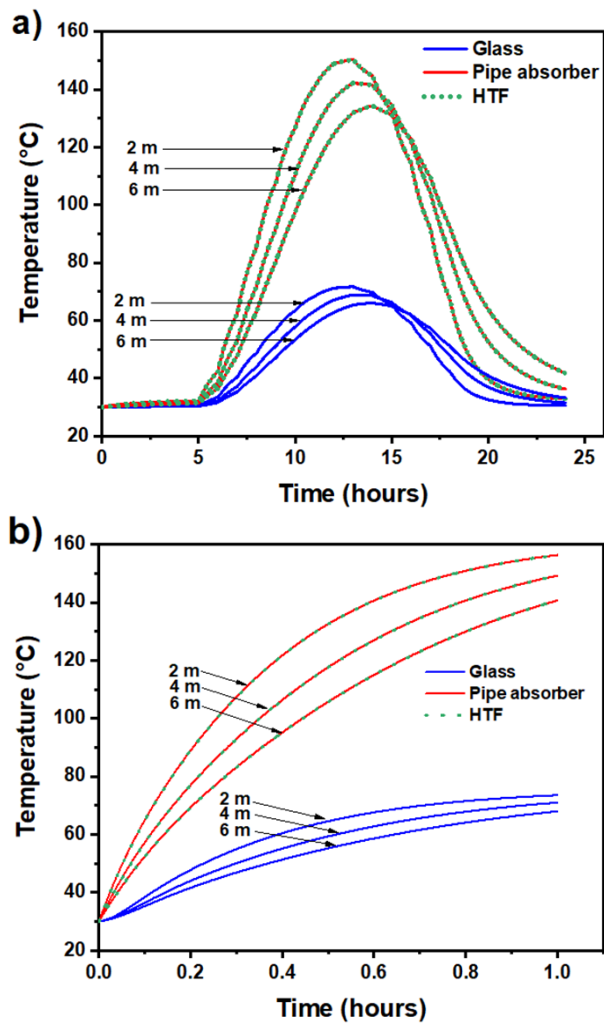 a)
160
140
120
100
80
60
40
20
Temperature (°C)
Glass
Pipe absorber
HTF
2 m
4 m
6 m
2 m
4 m
6 m
0
5
10
15
20
25
Time (hours)
b)
160
140
120
100
80
60
40
20
Temperature (°C)
2 m
4 m
6 m
Glass
Pipe absorber
HTF
2 m
4 m
6 m
0.0
0.2
0.4
0.6
0.8
1.0
Time (hours)